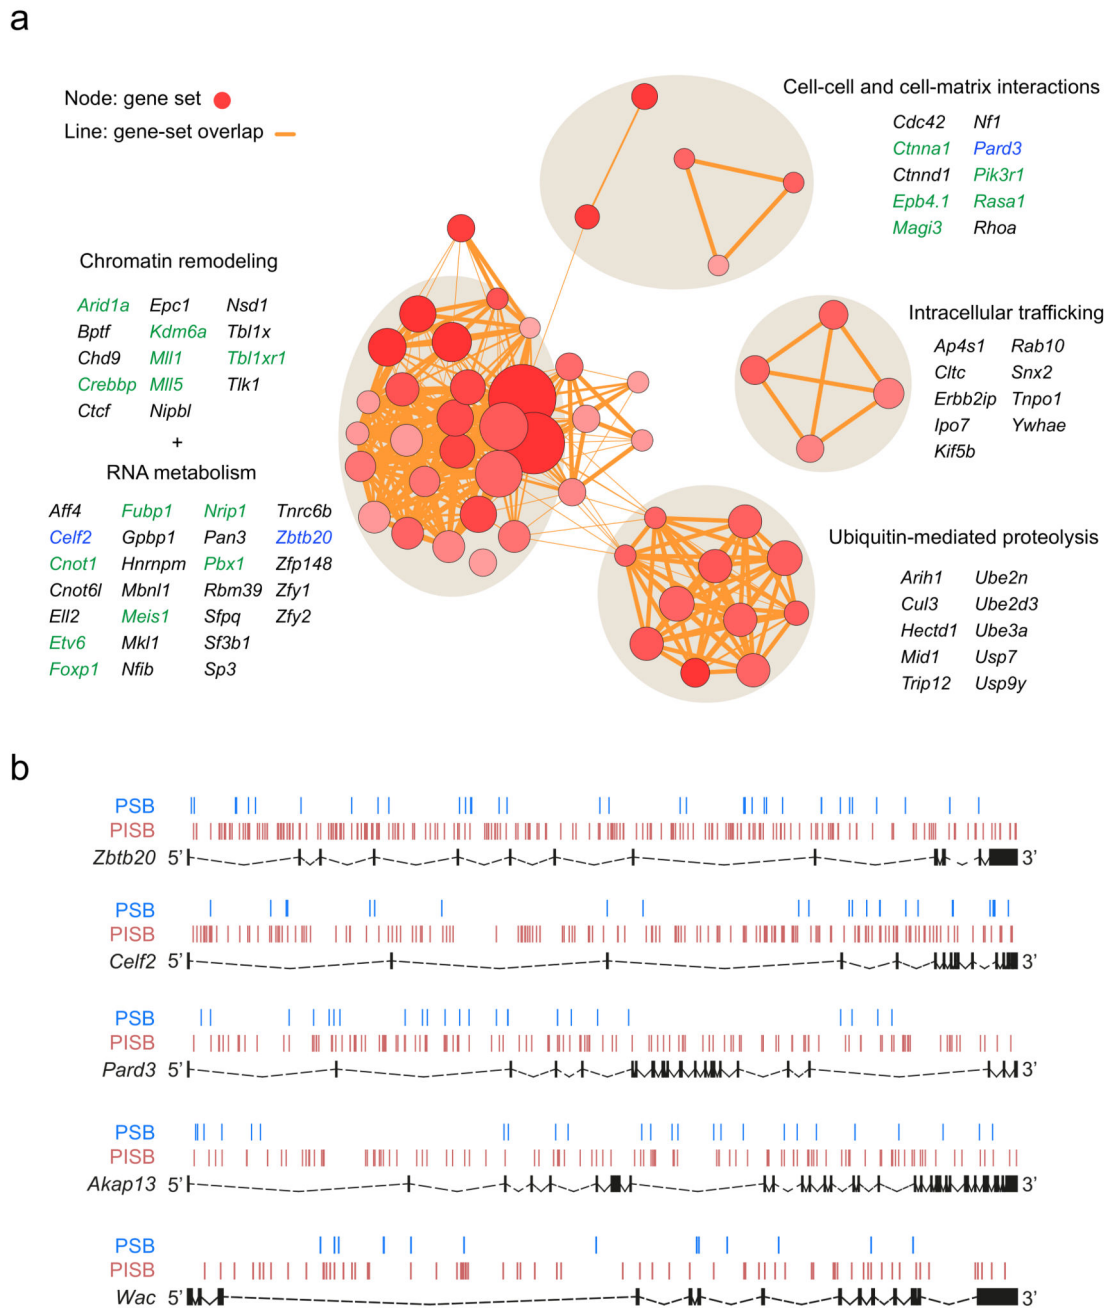 a
Node: gene set
Line: gene-set overlap
Cell-cell and cell-matrix interactions
Cdc42 Nf1
Ctnna1 Pard3
Ctnnd1 Pik3r1
Epb4.1 Rasa1
Magi3 Rhoa
Chromatin remodeling
Arid1a Epc1 Nsd1
Bptf Kdm6a Tbl1x
Chd9 Mll1 Tbl1xr1
Crebbp Mll5 Tlk1
Ctcf Nipbl
+
RNA metabolism
Aff4 Fubp1 Nrip1 Tnrc6b
Celf2 Gpbp1 Pan3 Zbtb20
Cnot1 Hnrnpm Pbx1 Zfp148
Cnot6l Mbnl1 Rbm39 Zfy1
Ell2 Meis1 Sfpq Zfy2
Etv6 Mkl1 Sf3b1
Foxp1 Nfib Sp3
Intracellular trafficking
Ap4s1 Rab10
Cltc Snx2
Erbb2ip Tnpo1
Ipo7 Ywhae
Kif5b
Ubiquitin-mediated proteolysis
Arih1 Ube2n
Cul3 Ube2d3
Hectd1 Ube3a
Mid1 Usp7
Trip12 Usp9y
b
PSB
PISB
Zbtb20 5' 3'
PSB
PISB
Celf2 5' 3'
PSB
PISB
Pard3 5' 3'
PSB
PISB
Akap13 5' 3'
PSB
PISB
Wac 5' 3'